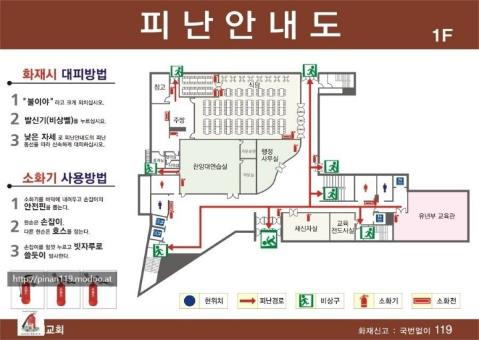 피난안내도
1F
화재시 대피방법
1 "불이야" 라고 크게 외치십시오.
2 발신기(비상벨)를 누르십시오.
3 낮은 자세로 피난안내도의 피난
동선을 따라 신속하게 대피하십시오.
소화기 사용방법
1 소화기를 바닥에 내려두고 손잡이의
안전핀을 뽑는다.
2 한손은 손잡이,
다른 한손은 호스를 잡는다.
3 손잡이를 힘껏 누르고 빗자루로
쓸듯이 방사한다.
http://pinan119.modoo.at
창고
식당
주방
찬양대연습실
행정
사무실
새신자실
교육
전도사실
유년부 교육관
현위치
피난경로
비상구
소화기
소화전
교회
화재신고 : 국번없이 119